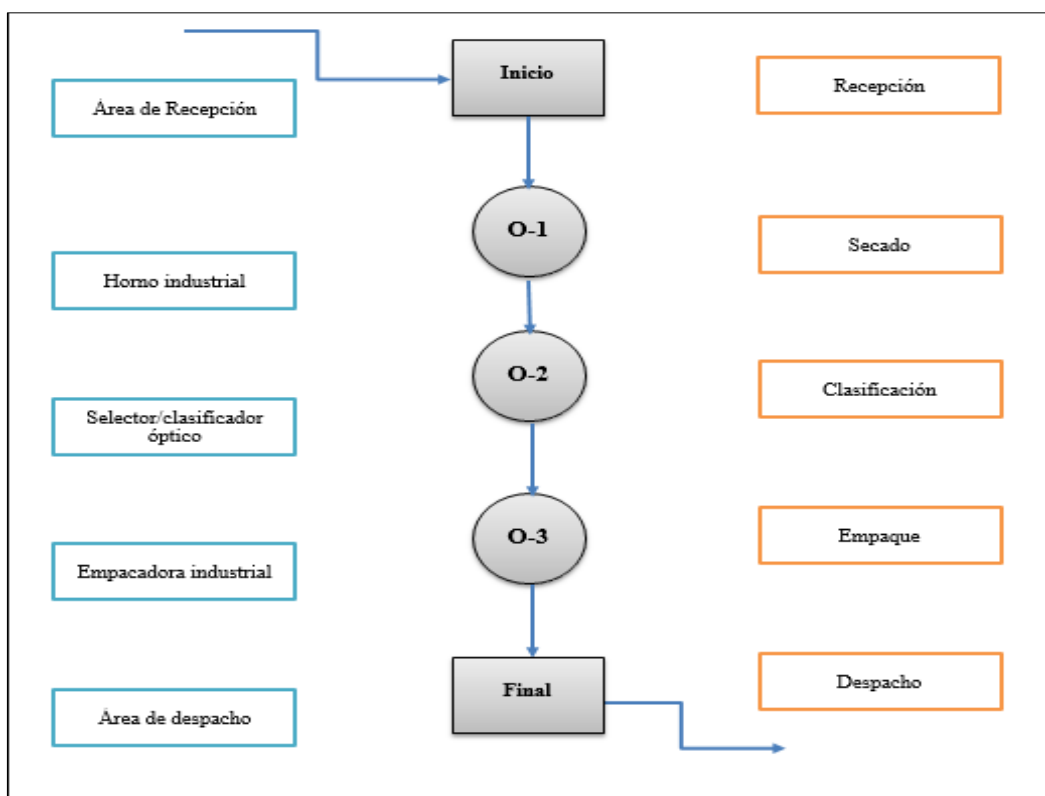 Inicio
Recepción
Área de Recepción
O-1
Secado
Horno industrial
O-2
Clasificación
Selector/clasificador
óptico
O-3
Empaque
Empacadora industrial
Final
Despacho
Área de despacho